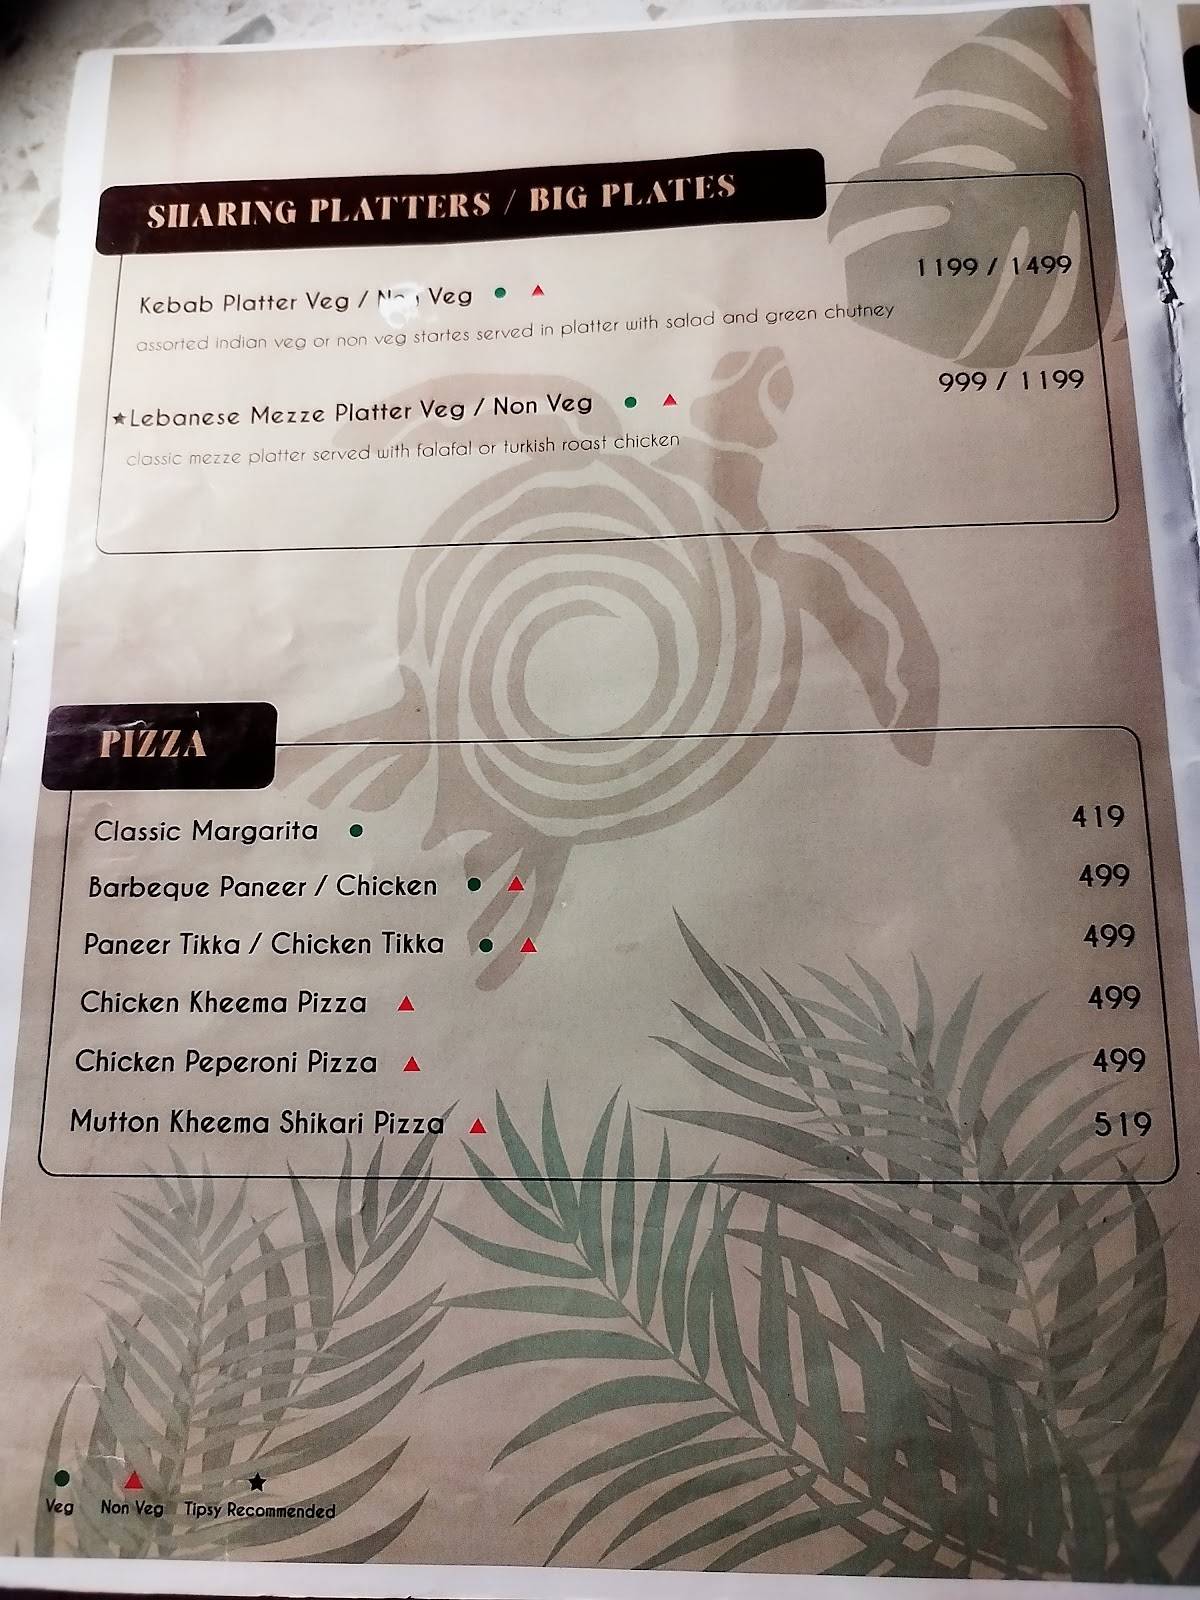 SHARING PLATTERS / BIG PLATES
Kebab Platter Veg / Non Veg 1199 / 1499
assorted indian veg or non veg startes served in platter with salad and green chutney
★Lebanese Mezze Platter Veg / Non Veg 999 / 1199
classic mezze platter served with falafal or turkish roast chicken
PIZZA
Classic Margarita 419
Barbeque Paneer / Chicken 499
Paneer Tikka / Chicken Tikka 499
Chicken Kheema Pizza 499
Chicken Peperoni Pizza 499
Mutton Kheema Shikari Pizza 519
Veg Non Veg Tipsy Recommended